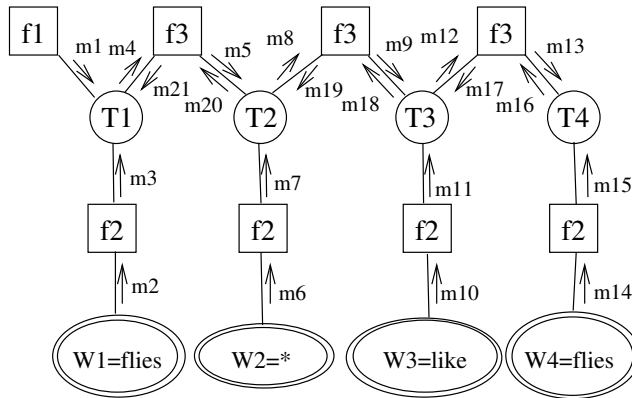 f1 f3 f3 f3
m1 m4 m5 m8 m9 m12 m13
m21 m20 m19 m18 m17 m16
T1 T2 T3 T4
m3 m7 m11 m15
f2 f2 f2 f2
m2 m6 m10 m14
W1=flies W2=* W3=like W4=flies